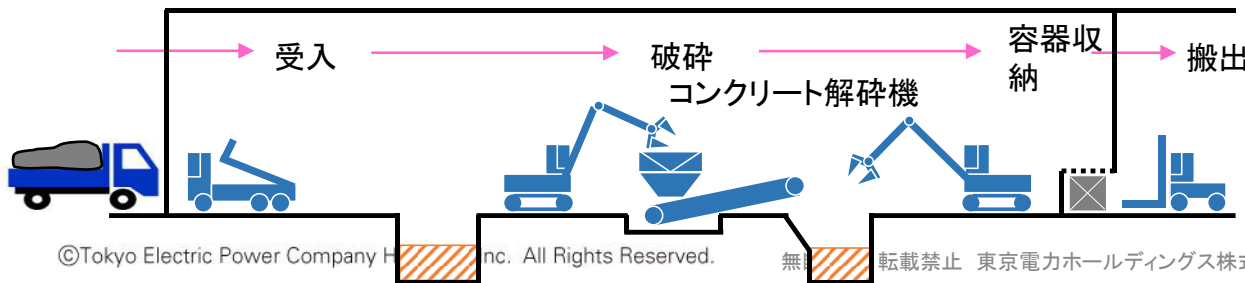 受入
破砕
容器収
納
搬出
コンクリート解砕機
©Tokyo Electric Power Company H nc. All Rights Reserved.
無 転載禁止 東京電力ホールディングス株式